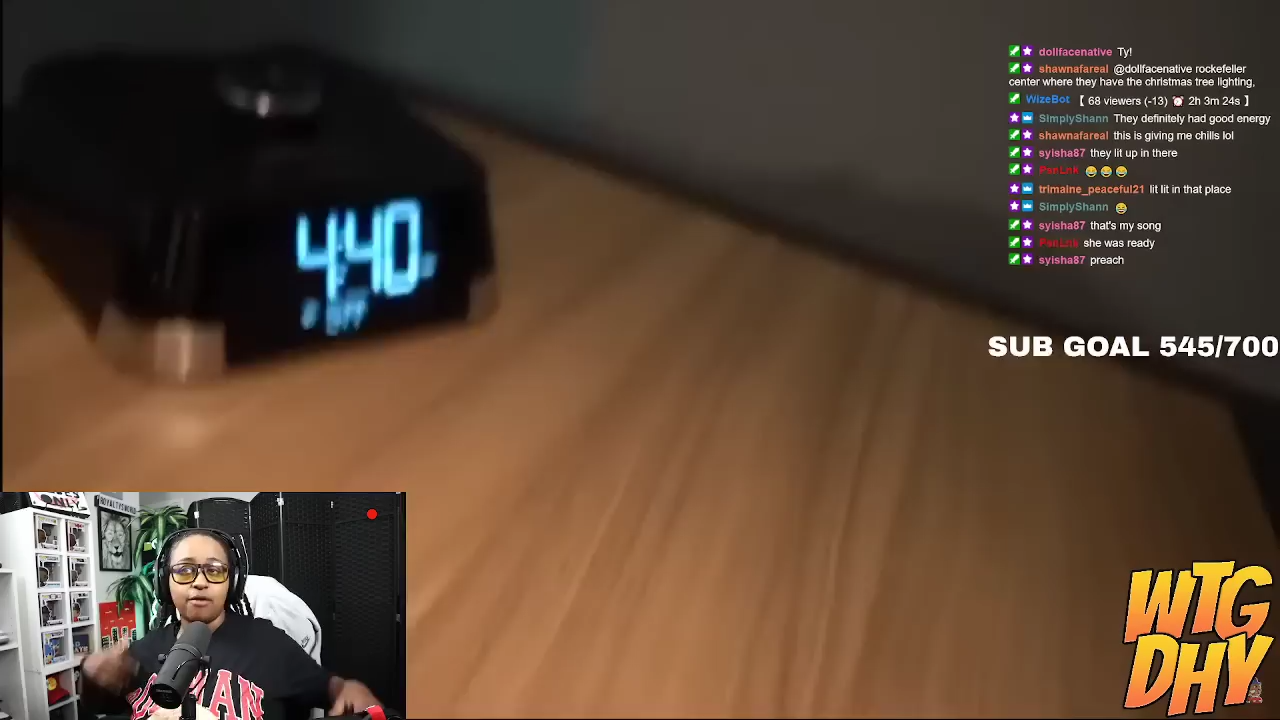 dollfacenative Ty!
shawnafareal @dollfacenative rockefeller
center where they have the christmas tree lighting,
WizeBot 【 68 viewers (-13) ⏰ 2h 3m 24s 】
SimplyShann They definitely had good energy
shawnafareal this is giving me chills lol
syisha87 they lit up in there
PsnLnk 😂 😂 😂
trimaine_peaceful21 lit lit in that place
SimplyShann 😂
syisha87 that's my song
PsnLnk she was ready
syisha87 preach
4:40
OFF
SUB GOAL 545/700
WTG
DHY